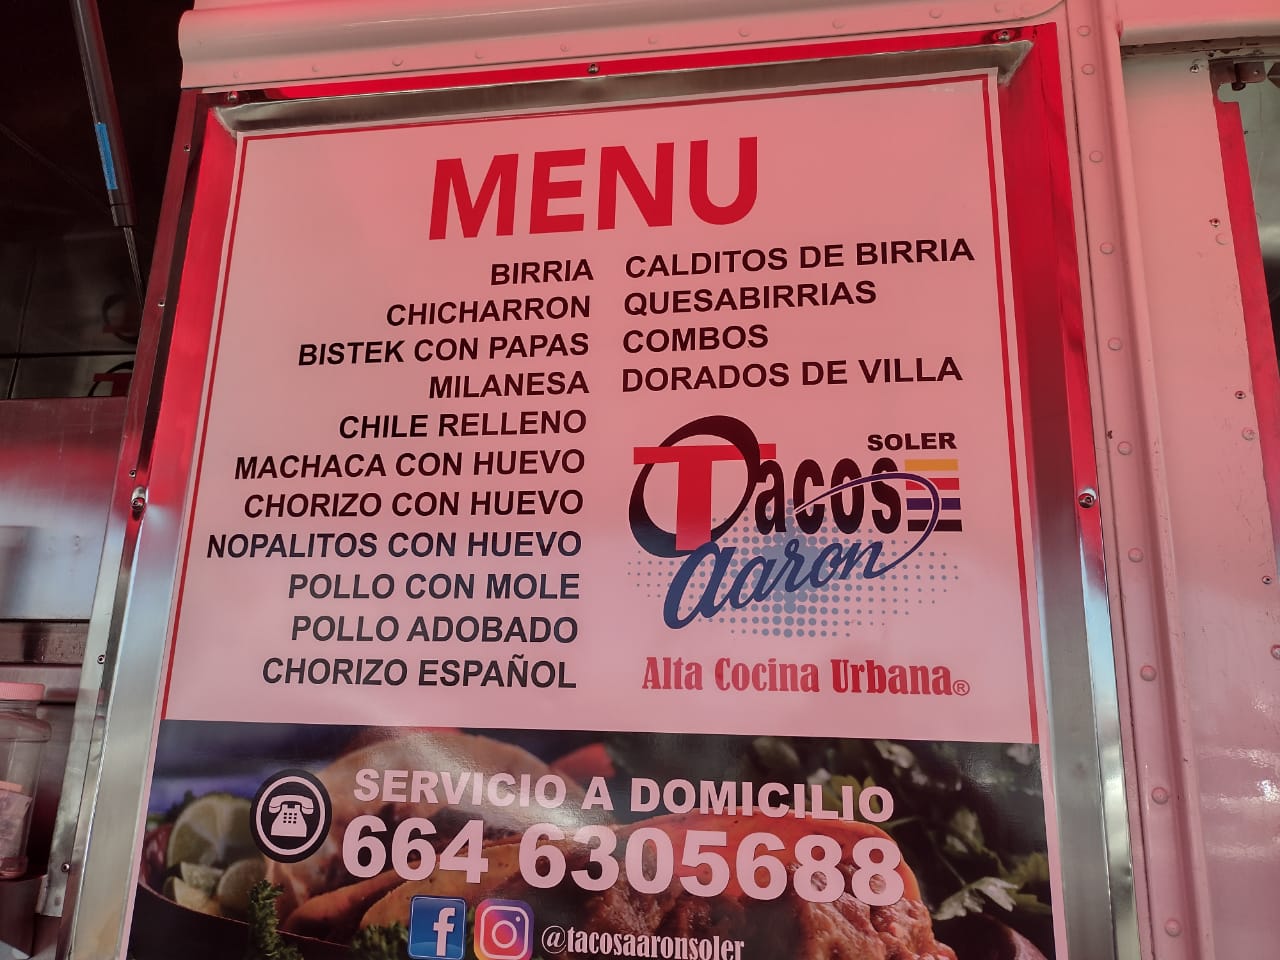 MENU
BIRRIA
CHICHARRON
BISTEK CON PAPAS
MILANESA
CHILE RELLENO
MACHACA CON HUEVO
CHORIZO CON HUEVO
NOPALITOS CON HUEVO
POLLO CON MOLE
POLLO ADOBADO
CHORIZO ESPAÑOL
CALDITOS DE BIRRIA
QUESABIRRIAS
COMBOS
DORADOS DE VILLA
SOLER
Tacos
aaron
Alta Cocina Urbana®
SERVICIO A DOMICILIO
664 6305688
f @tacosaaronsoler